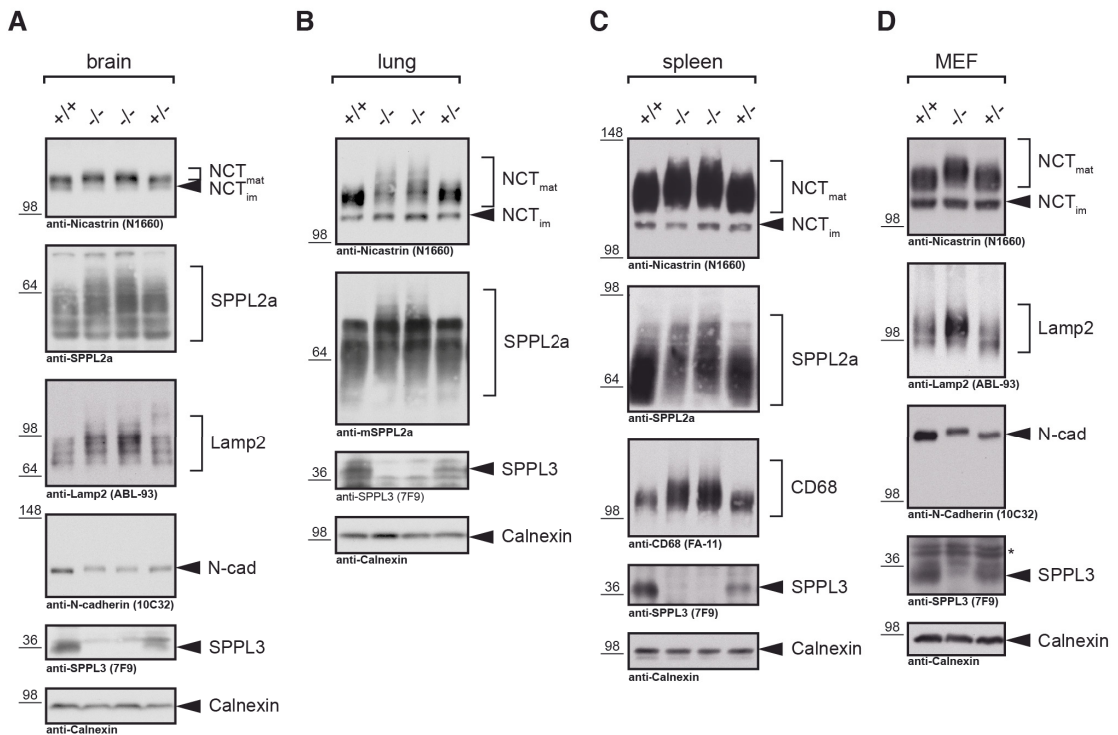 A
brain
+/+ -/- -/- +/-
NCTmat
NCTim
98
anti-Nicastrin (N1660)
64
SPPL2a
anti-SPPL2a
98
Lamp2
64
anti-Lamp2 (ABL-93)
148
N-cad
anti-N-cadherin (10C32)
36
SPPL3
anti-SPPL3 (7F9)
98
Calnexin
anti-Calnexin
B
lung
+/+ -/- -/- +/-
NCTmat
NCTim
98
anti-Nicastrin (N1660)
SPPL2a
64
anti-mSPPL2a
SPPL3
36
anti-SPPL3 (7F9)
98
Calnexin
anti-Calnexin
C
spleen
+/+ -/- -/- +/-
148
NCTmat
NCTim
98
anti-Nicastrin (N1660)
98
SPPL2a
64
anti-SPPL2a
CD68
98
anti-CD68 (FA-11)
36
SPPL3
anti-SPPL3 (7F9)
98
Calnexin
anti-Calnexin
D
MEF
+/+ -/- +/-
NCTmat
NCTim
98
anti-Nicastrin (N1660)
98
Lamp2
anti-Lamp2 (ABL-93)
N-cad
98
anti-N-Cadherin (10C32)
*
36
SPPL3
anti-SPPL3 (7F9)
98
Calnexin
anti-Calnexin